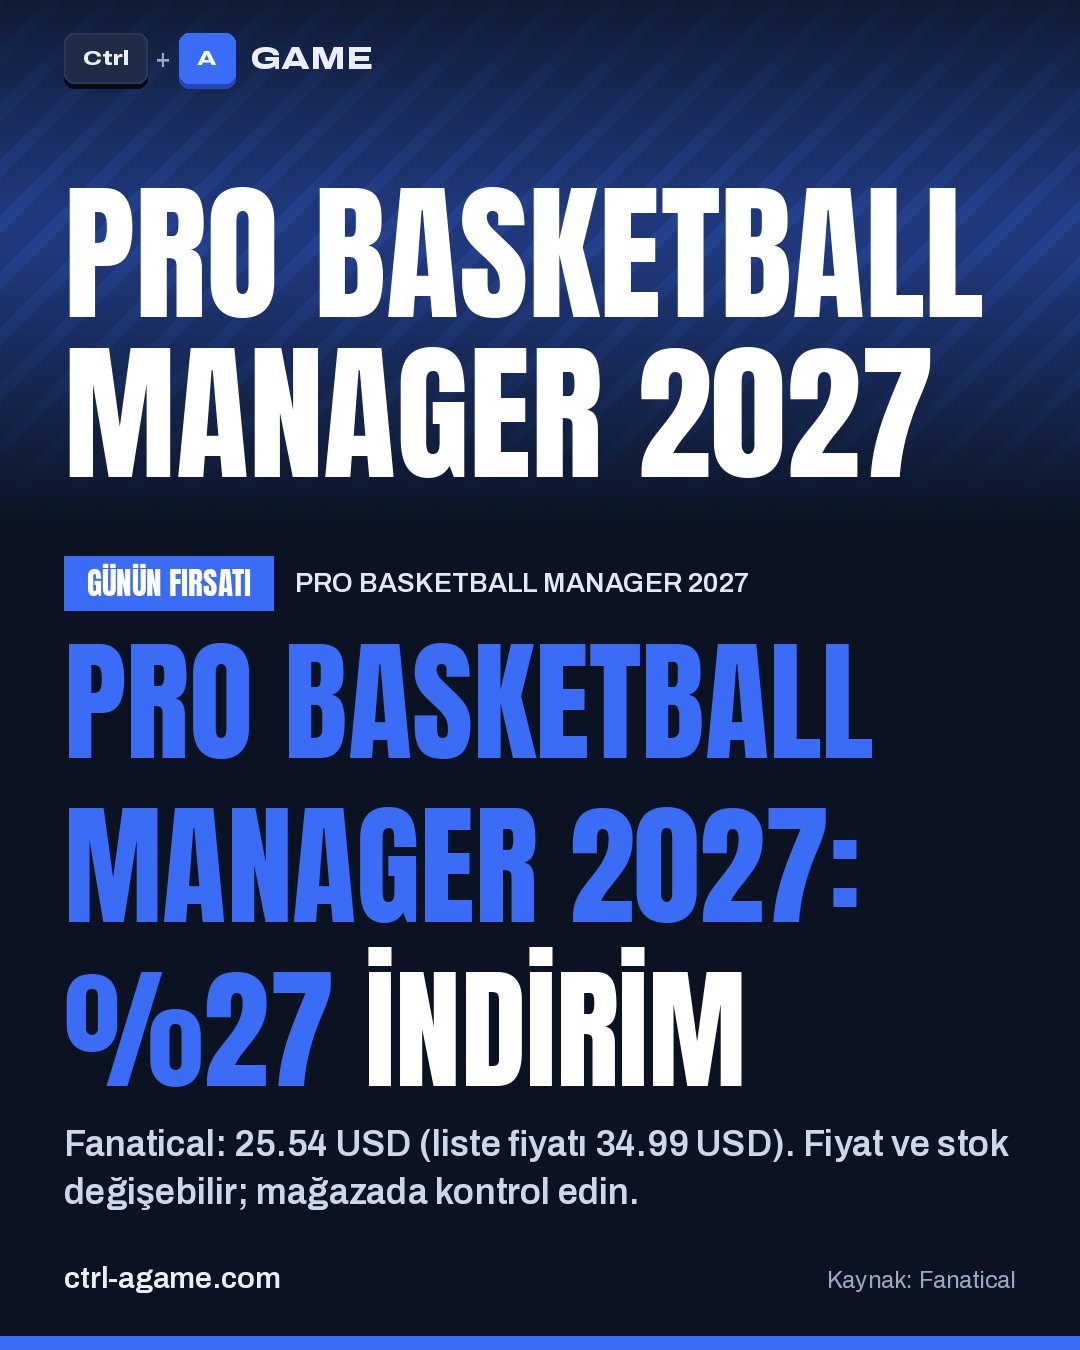 Ctrl + A GAME
PRO BASKETBALL
MANAGER 2027
GÜNÜN FIRSATI PRO BASKETBALL MANAGER 2027
PRO BASKETBALL
MANAGER 2027:
%27 İNDİRİM
Fanatical: 25.54 USD (liste fiyatı 34.99 USD). Fiyat ve stok
değişebilir; mağazada kontrol edin.
ctrl-agame.com Kaynak: Fanatical